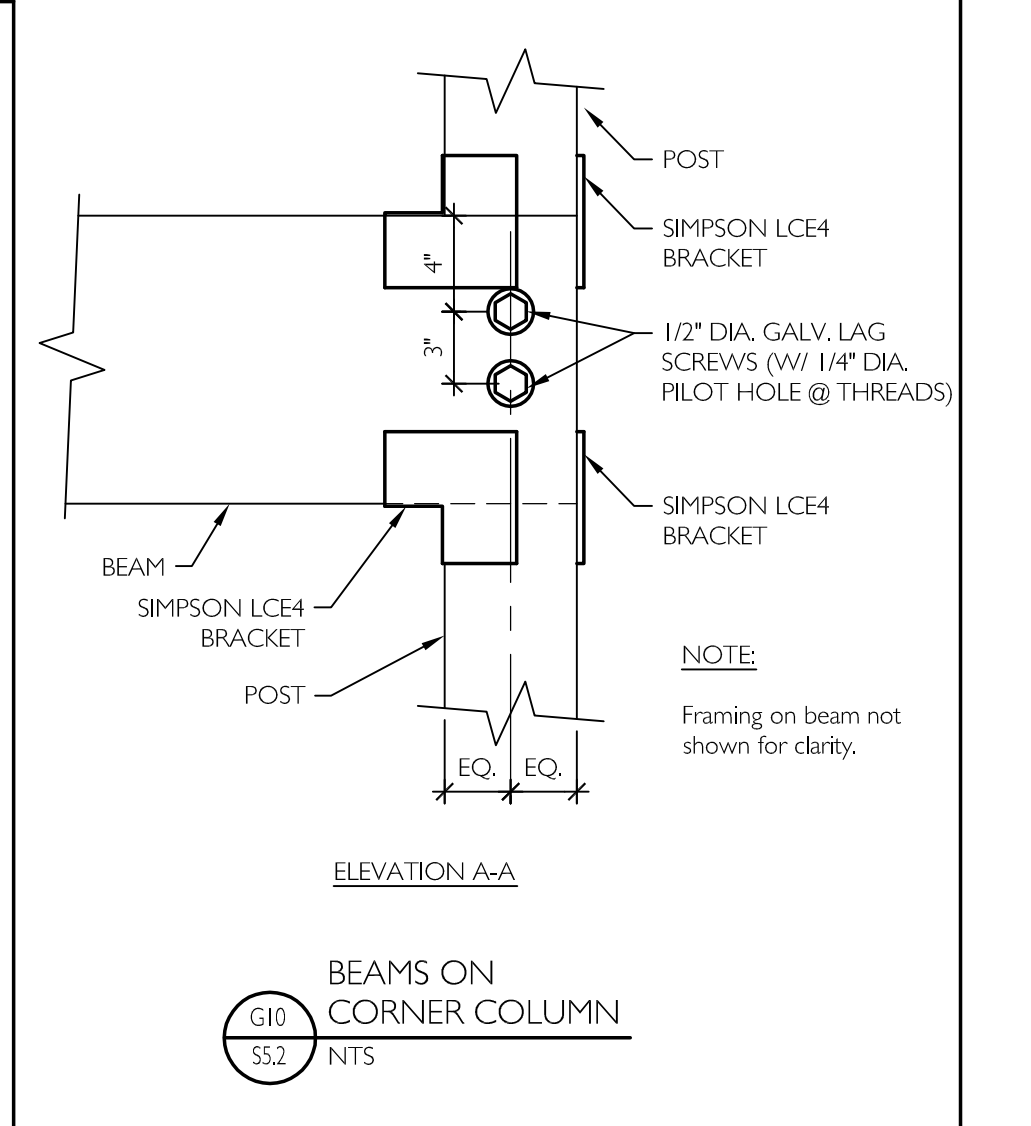 POST
SIMPSON LCE4
BRACKET
4"
3"
1/2" DIA. GALV. LAG
SCREWS (W/ 1/4" DIA.
PILOT HOLE @ THREADS)
SIMPSON LCE4
BRACKET
BEAM
SIMPSON LCE4
BRACKET
POST
NOTE:
Framing on beam not
shown for clarity.
EQ. EQ.
ELEVATION A-A
BEAMS ON
CORNER COLUMN
G10
S5.2
NTS